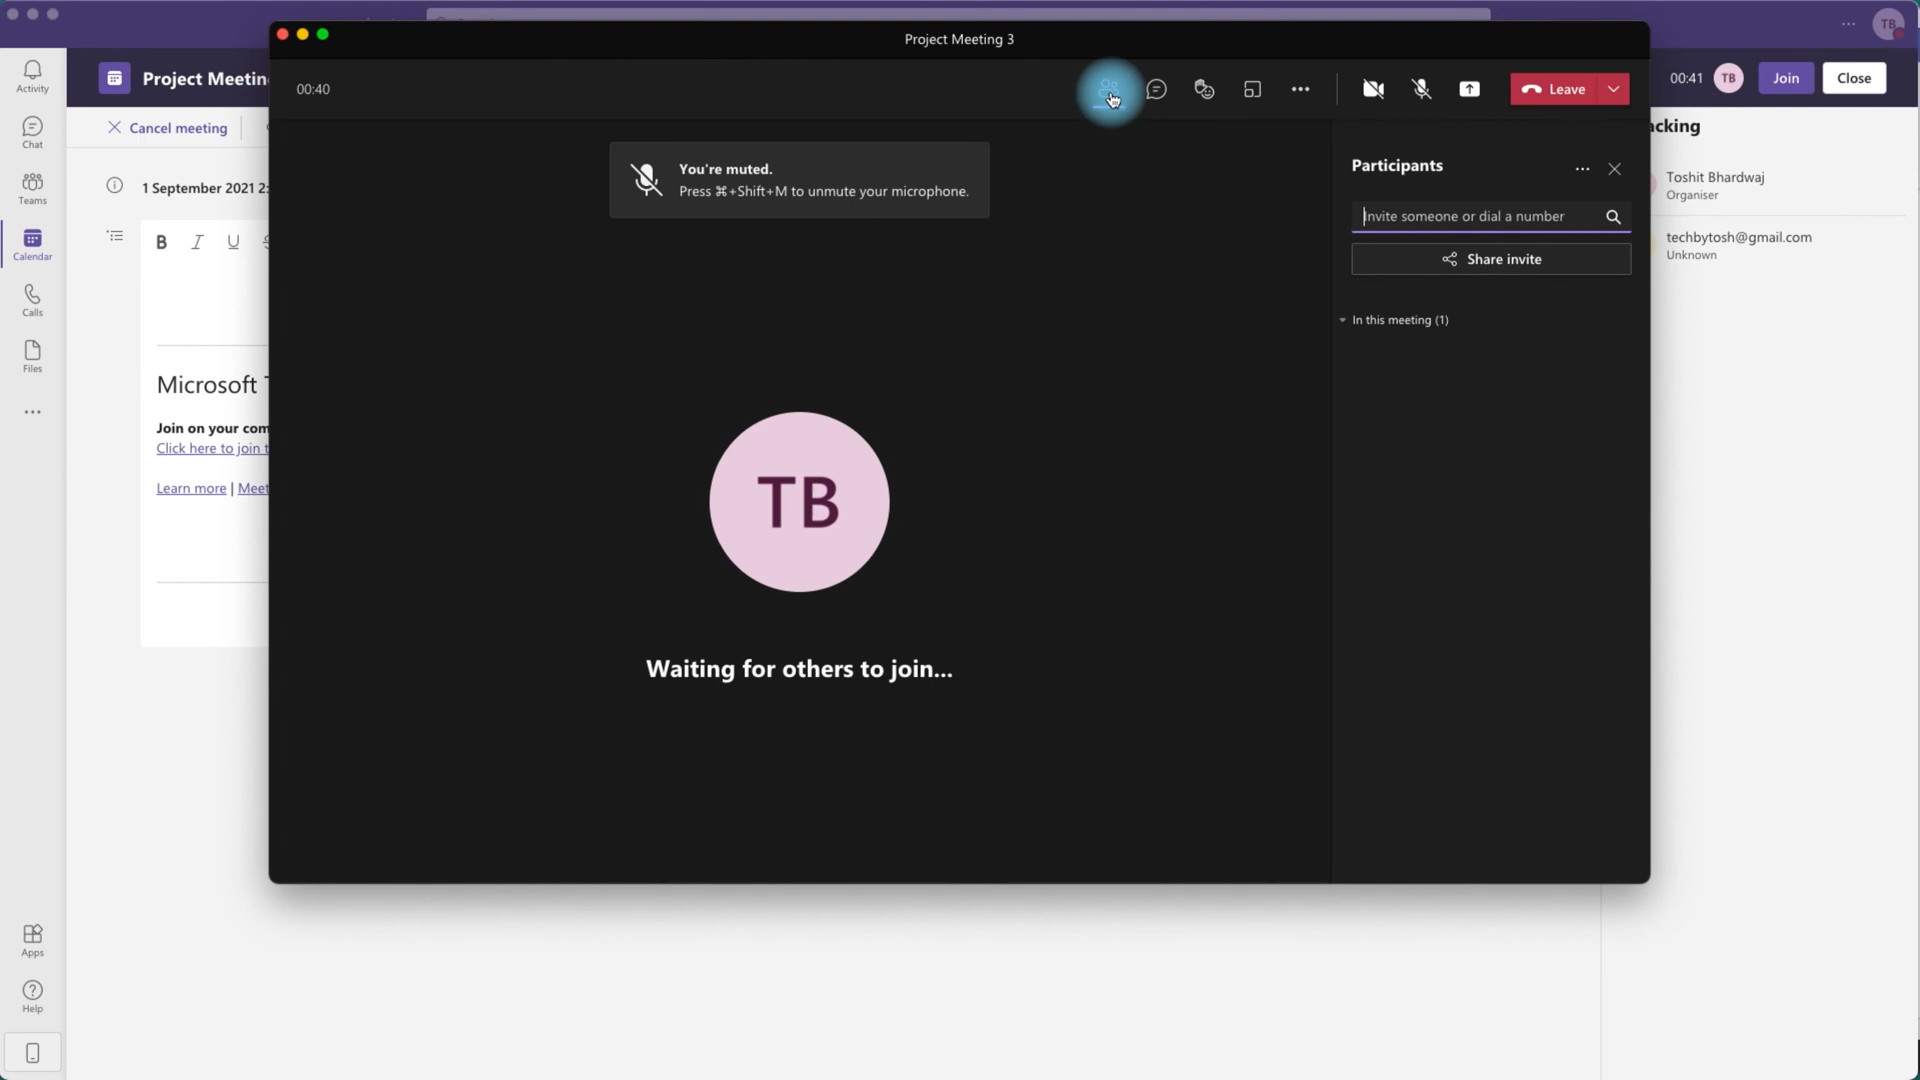 TB
Project Meeting 3
Activity
Chat
Teams
Calendar
Calls
Files
Apps
Help
Project Meetin
00:41
TB
Join
Close
Cancel meeting
1 September 2021 2:
B I U S
Microsoft T
Join on your com
Click here to join t
Learn more | Meet
00:40
Leave
You're muted.
Press ⌘+Shift+M to unmute your microphone.
TB
Waiting for others to join...
Participants
Invite someone or dial a number
Share invite
In this meeting (1)
acking
Toshit Bhardwaj
Organiser
techbytosh@gmail.com
Unknown